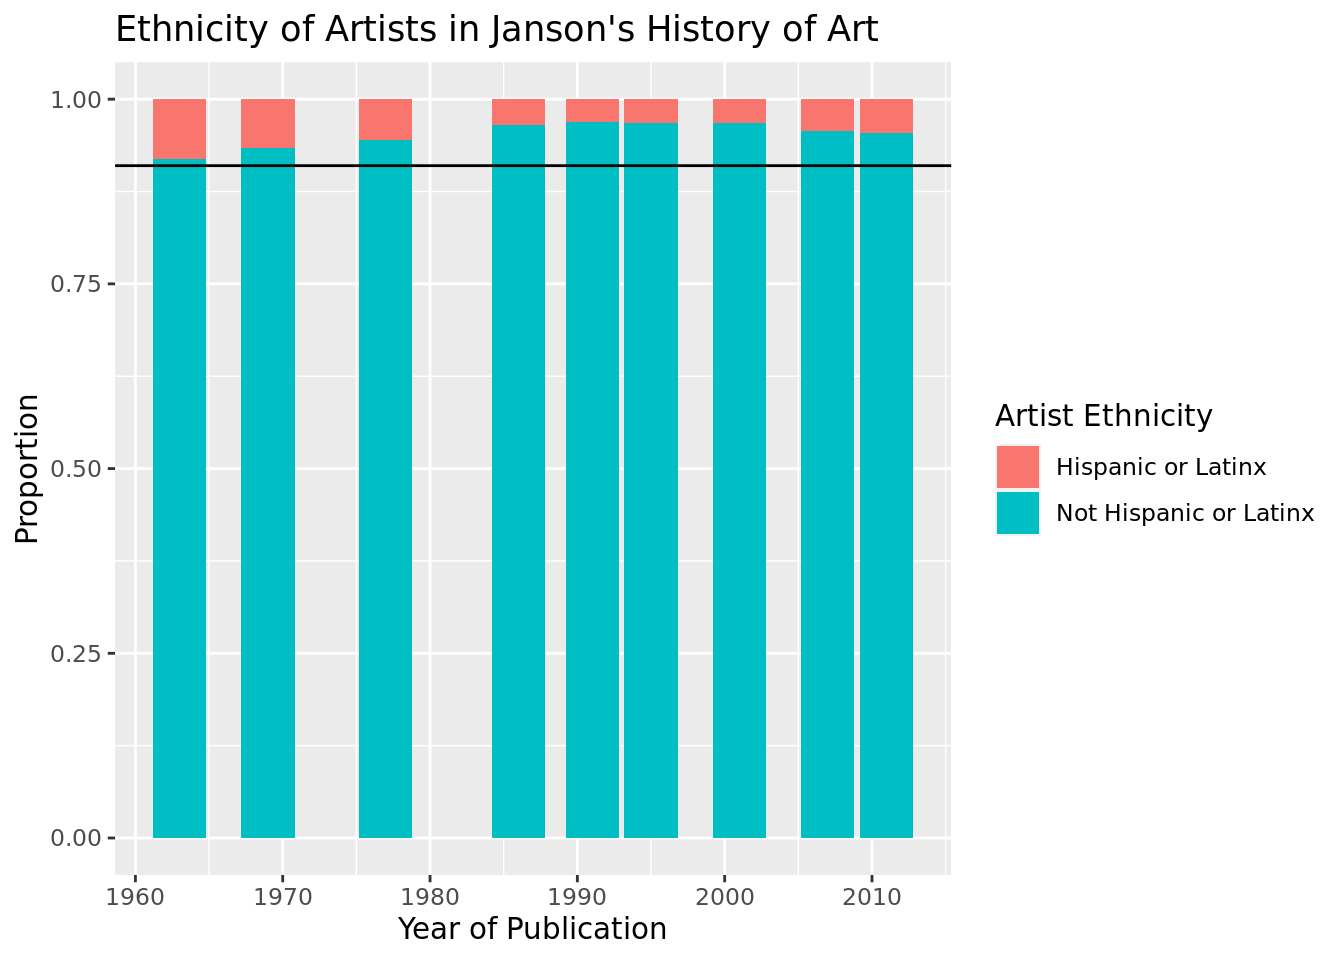 Ethnicity of Artists in Janson's History of Art
1.00
0.75
0.50
0.25
0.00
Proportion
1960 1970 1980 1990 2000 2010
Year of Publication
Artist Ethnicity
Hispanic or Latinx
Not Hispanic or Latinx